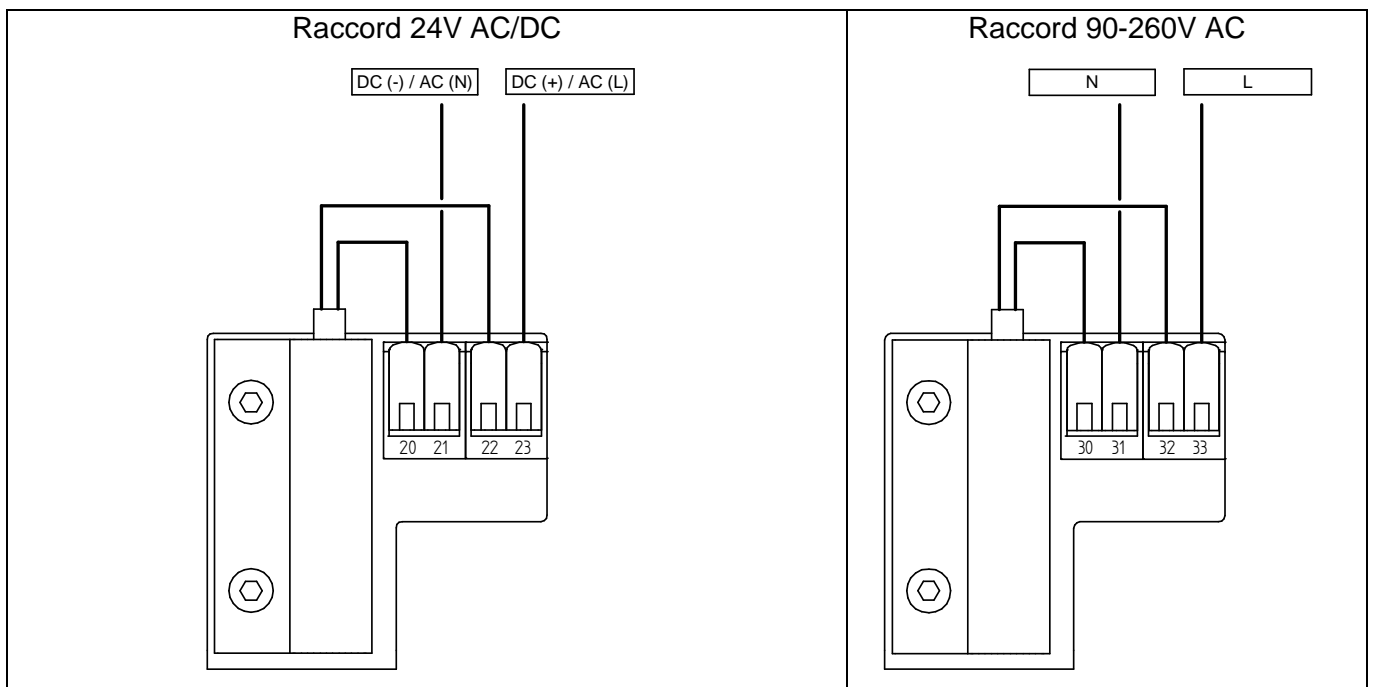 Raccord 24V AC/DC
DC (-) / AC (N) DC (+) / AC (L)
20 21 22 23
Raccord 90-260V AC
N L
30 31 32 33